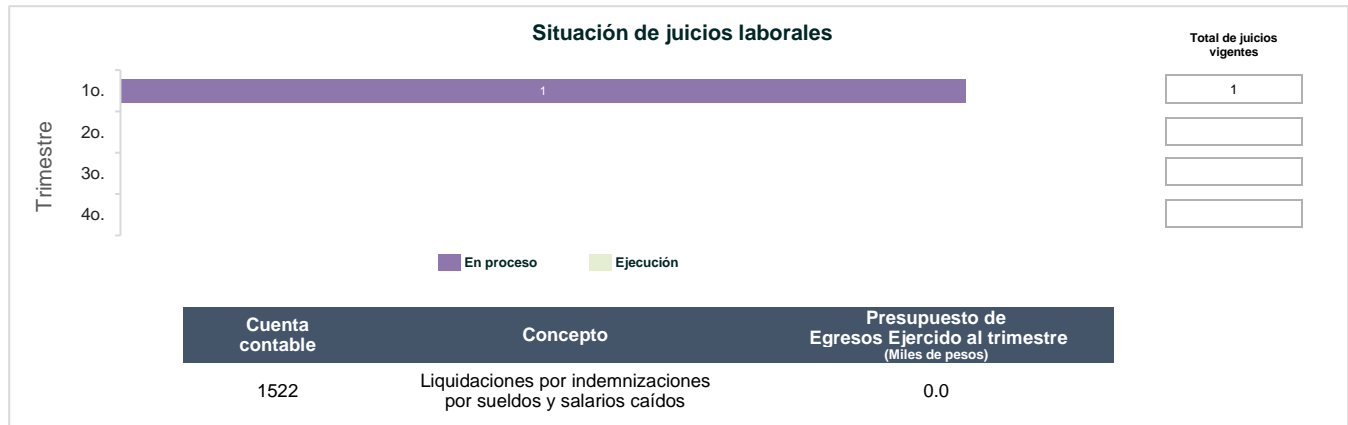 Situación de juicios laborales
Total de juicios
vigentes
Trimestre
1o.
1
1
2o.
3o.
4o.
En proceso
Ejecución
Cuenta
contable
Concepto
Presupuesto de
Egresos Ejercido al trimestre
(Miles de pesos)
1522
Liquidaciones por indemnizaciones
por sueldos y salarios caídos
0.0